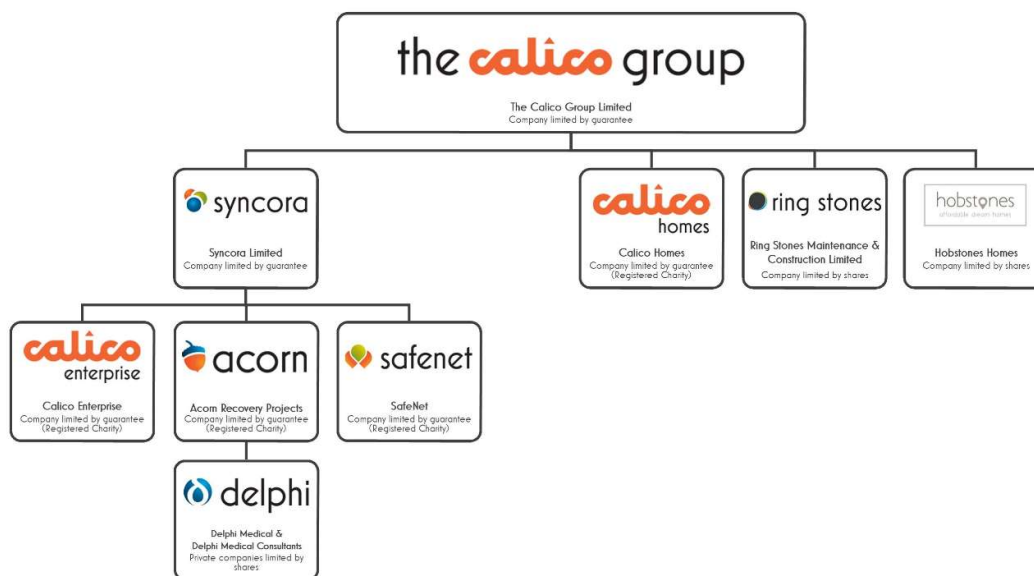 the calico group
The Calico Group Limited
Company limited by guarantee
syncora
Syncora Limited
Company limited by guarantee
calico
homes
Calico Homes
Company limited by guarantee
(Registered Charity)
ring stones
Ring Stones Maintenance &
Construction Limited
Company limited by shares
hobstones
affordable dream homes
Hobstones Homes
Company limited by shares
calico
enterprise
Calico Enterprise
Company limited by guarantee
(Registered Charity)
acorn
Acorn Recovery Projects
Company limited by guarantee
(Registered Charity)
safenet
SafeNet
Company limited by guarantee
(Registered Charity)
delphi
Delphi Medical &
Delphi Medical Consultants
Private companies limited by
shares